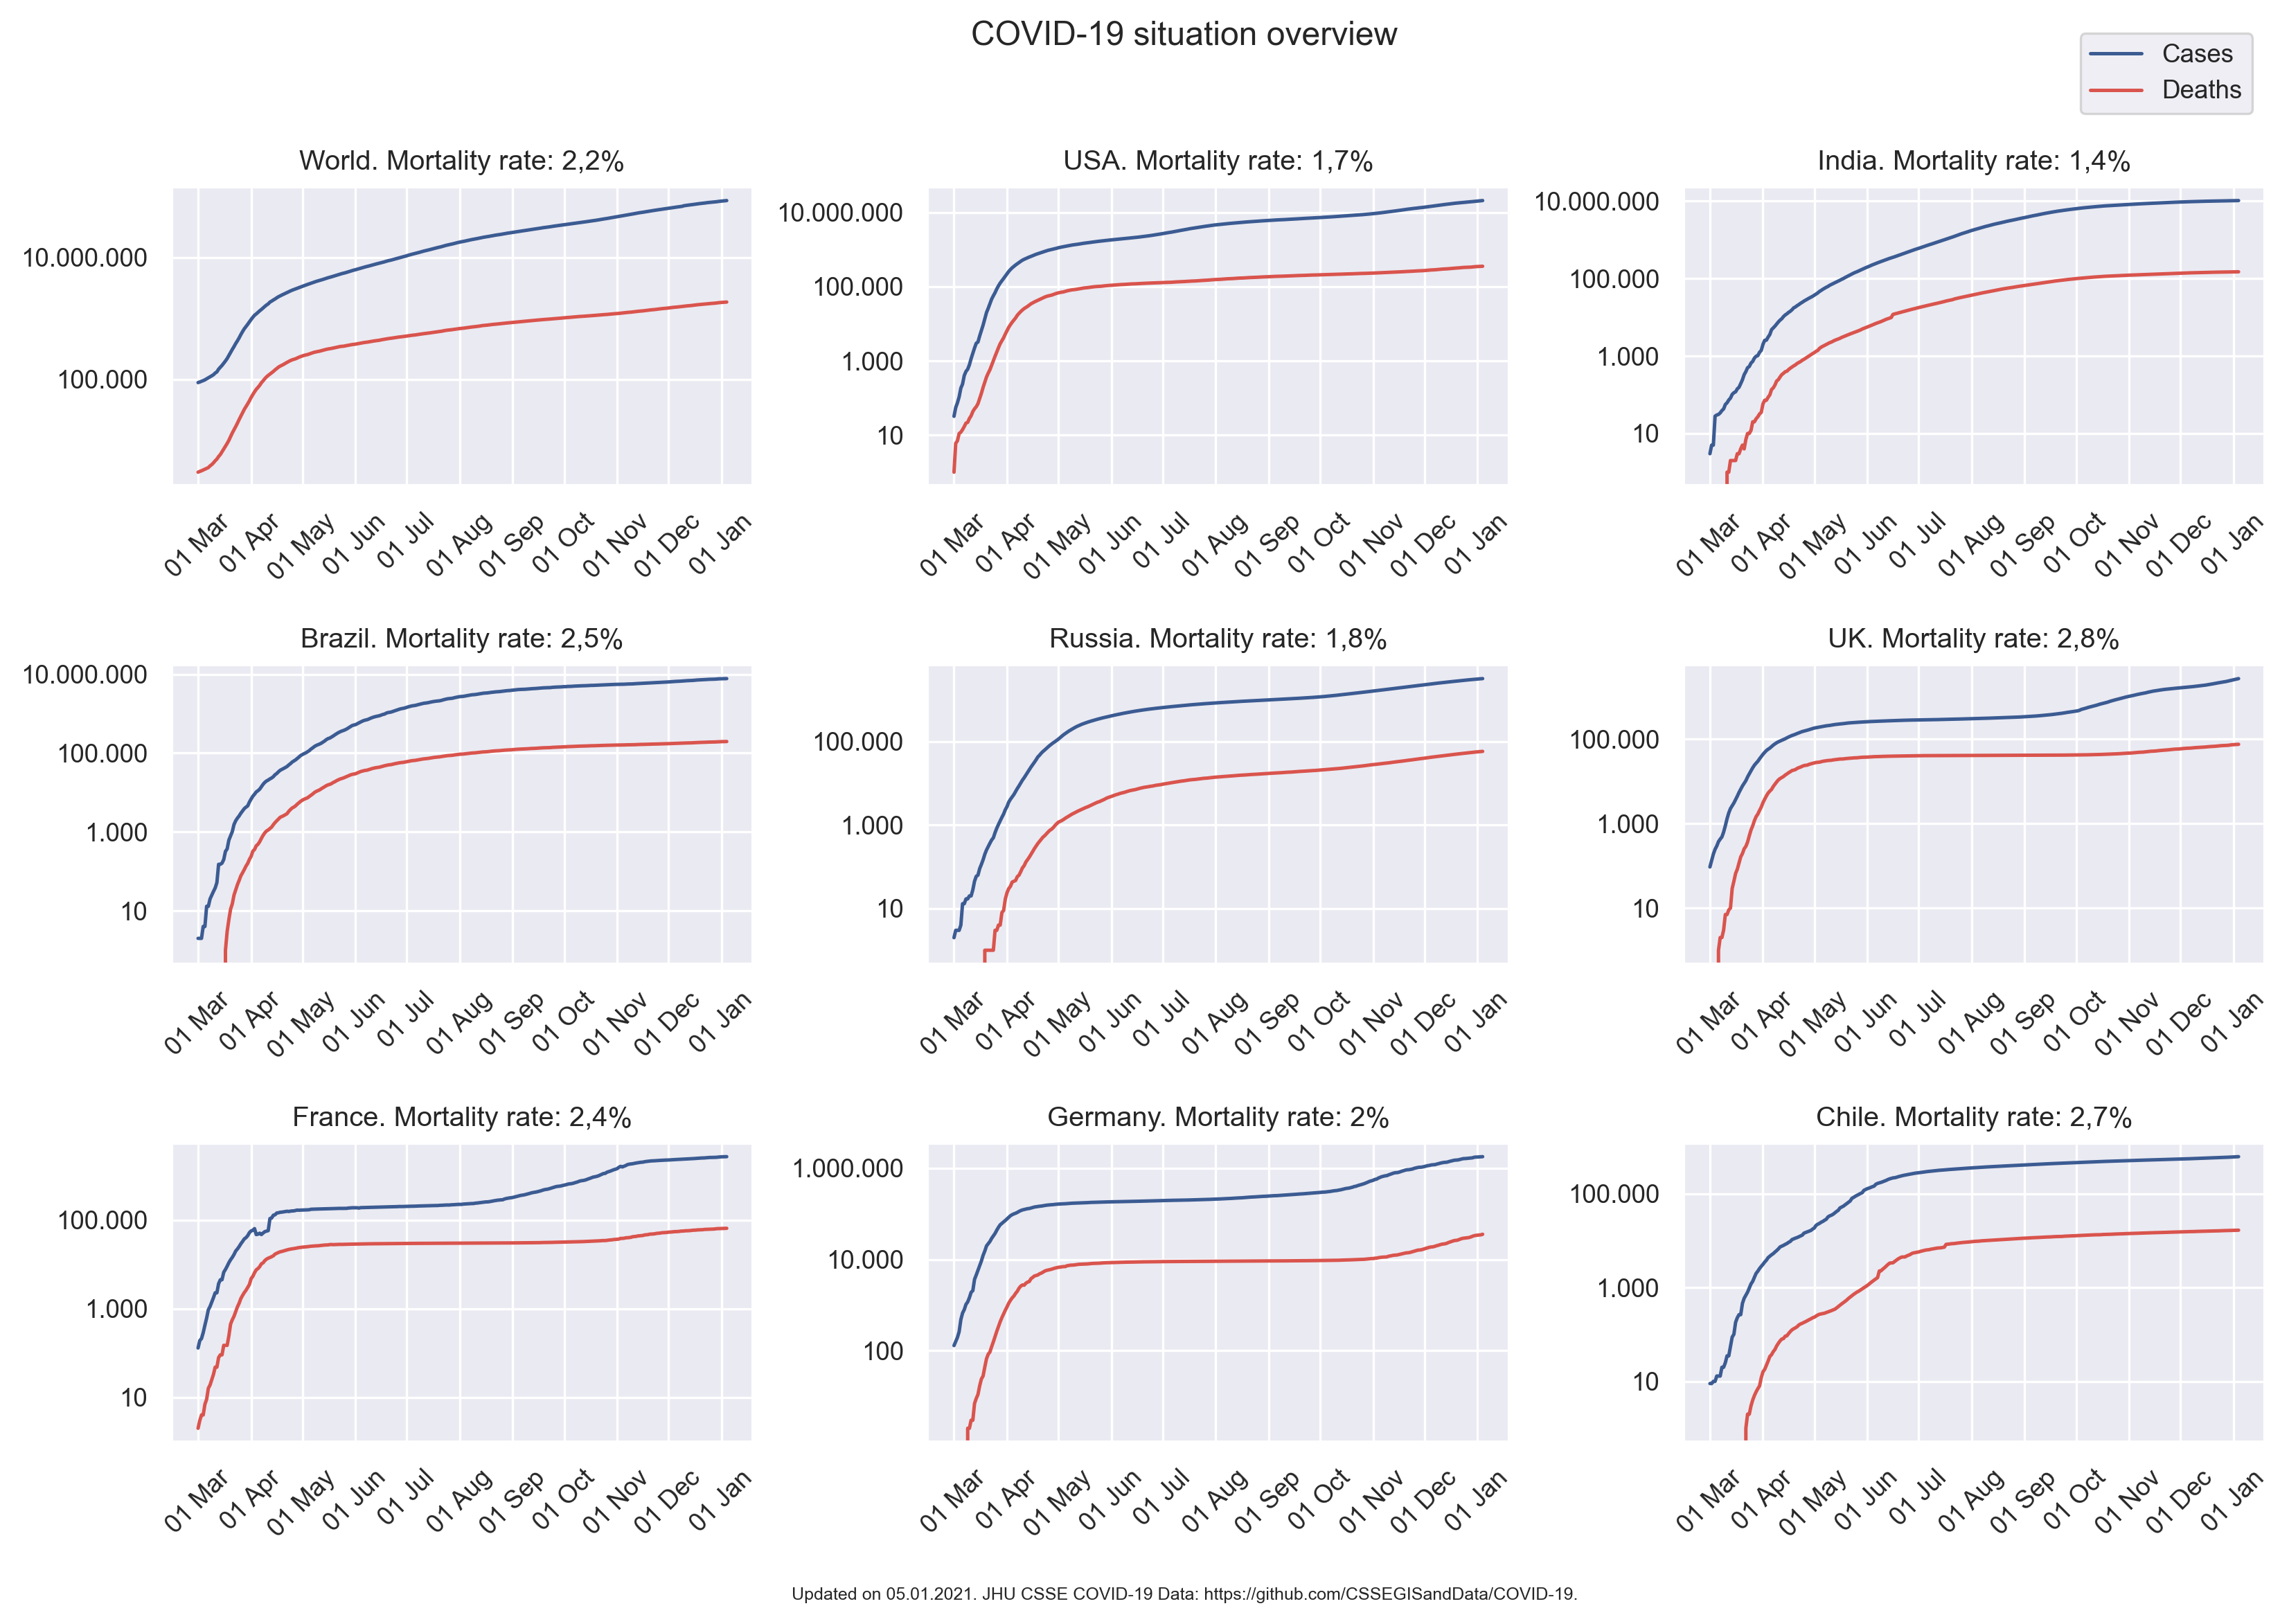 COVID-19 situation overview
Cases
Deaths
World. Mortality rate: 2,2%
10.000.000
100.000
01 Mar
01 Apr
01 May
01 Jun
01 Jul
01 Aug
01 Sep
01 Oct
01 Nov
01 Dec
01 Jan
USA. Mortality rate: 1,7%
10.000.000
100.000
1.000
10
01 Mar
01 Apr
01 May
01 Jun
01 Jul
01 Aug
01 Sep
01 Oct
01 Nov
01 Dec
01 Jan
India. Mortality rate: 1,4%
10.000.000
100.000
1.000
10
01 Mar
01 Apr
01 May
01 Jun
01 Jul
01 Aug
01 Sep
01 Oct
01 Nov
01 Dec
01 Jan
Brazil. Mortality rate: 2,5%
10.000.000
100.000
1.000
10
01 Mar
01 Apr
01 May
01 Jun
01 Jul
01 Aug
01 Sep
01 Oct
01 Nov
01 Dec
01 Jan
Russia. Mortality rate: 1,8%
100.000
1.000
10
01 Mar
01 Apr
01 May
01 Jun
01 Jul
01 Aug
01 Sep
01 Oct
01 Nov
01 Dec
01 Jan
UK. Mortality rate: 2,8%
100.000
1.000
10
01 Mar
01 Apr
01 May
01 Jun
01 Jul
01 Aug
01 Sep
01 Oct
01 Nov
01 Dec
01 Jan
France. Mortality rate: 2,4%
100.000
1.000
10
01 Mar
01 Apr
01 May
01 Jun
01 Jul
01 Aug
01 Sep
01 Oct
01 Nov
01 Dec
01 Jan
Germany. Mortality rate: 2%
1.000.000
10.000
100
01 Mar
01 Apr
01 May
01 Jun
01 Jul
01 Aug
01 Sep
01 Oct
01 Nov
01 Dec
01 Jan
Chile. Mortality rate: 2,7%
100.000
1.000
10
01 Mar
01 Apr
01 May
01 Jun
01 Jul
01 Aug
01 Sep
01 Oct
01 Nov
01 Dec
01 Jan
Updated on 05.01.2021. JHU CSSE COVID-19 Data: https://github.com/CSSEGISandData/COVID-19.